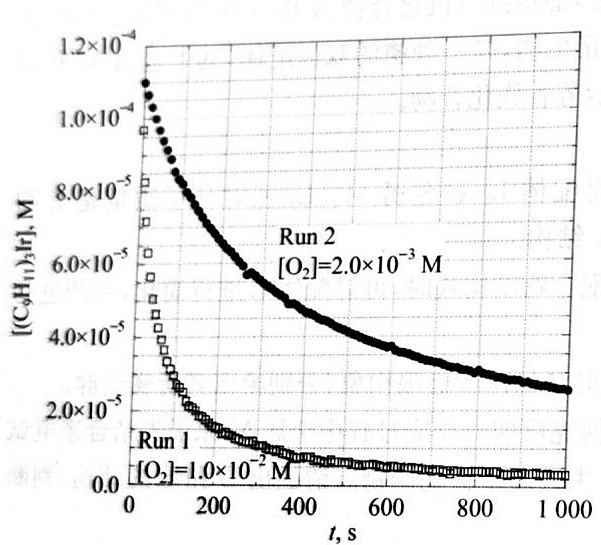 1.2×10⁻⁴
1.0×10⁻⁴
8.0×10⁻⁵
6.0×10⁻⁵
4.0×10⁻⁵
2.0×10⁻⁵
0.0
[(C₉H₁₁)₃Ir], M
Run 2
[O₂]=2.0×10⁻³ M
Run 1
[O₂]=1.0×10⁻² M
0 200 400 600 800 1 000
t, s